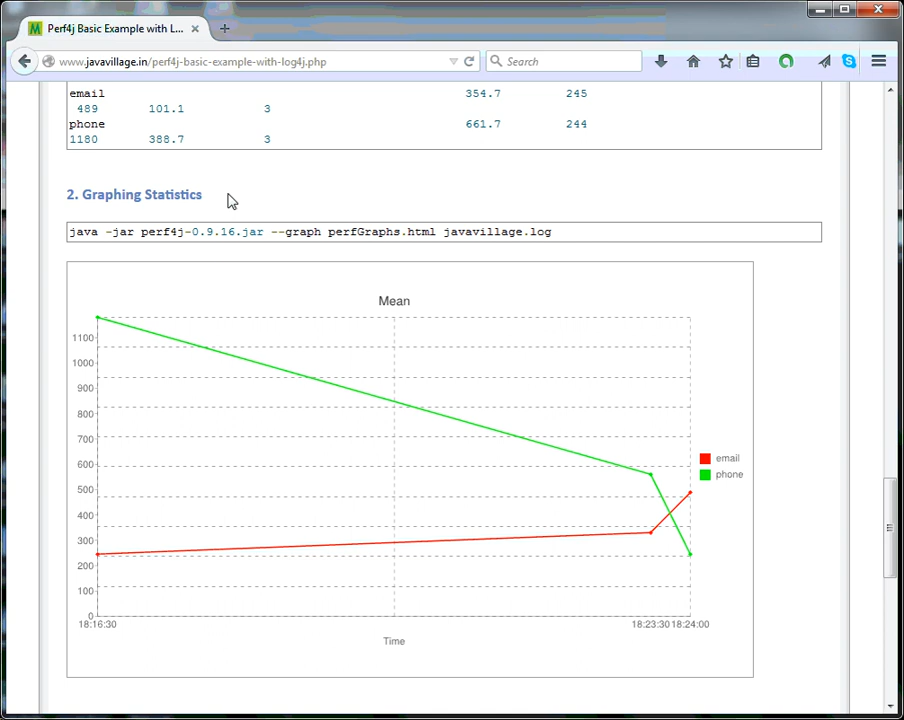 Perf4j Basic Example with L...
www.javavillage.in/perf4j-basic-example-with-log4j.php
Search
email 354.7 245
489 101.1 3
phone 661.7 244
1180 388.7 3
2. Graphing Statistics
java -jar perf4j-0.9.16.jar --graph perfGraphs.html javavillage.log
Mean
1100
1000
900
800
700
600
500
400
300
200
100
0
email
phone
18:16:30 18:23:30 18:24:00
Time